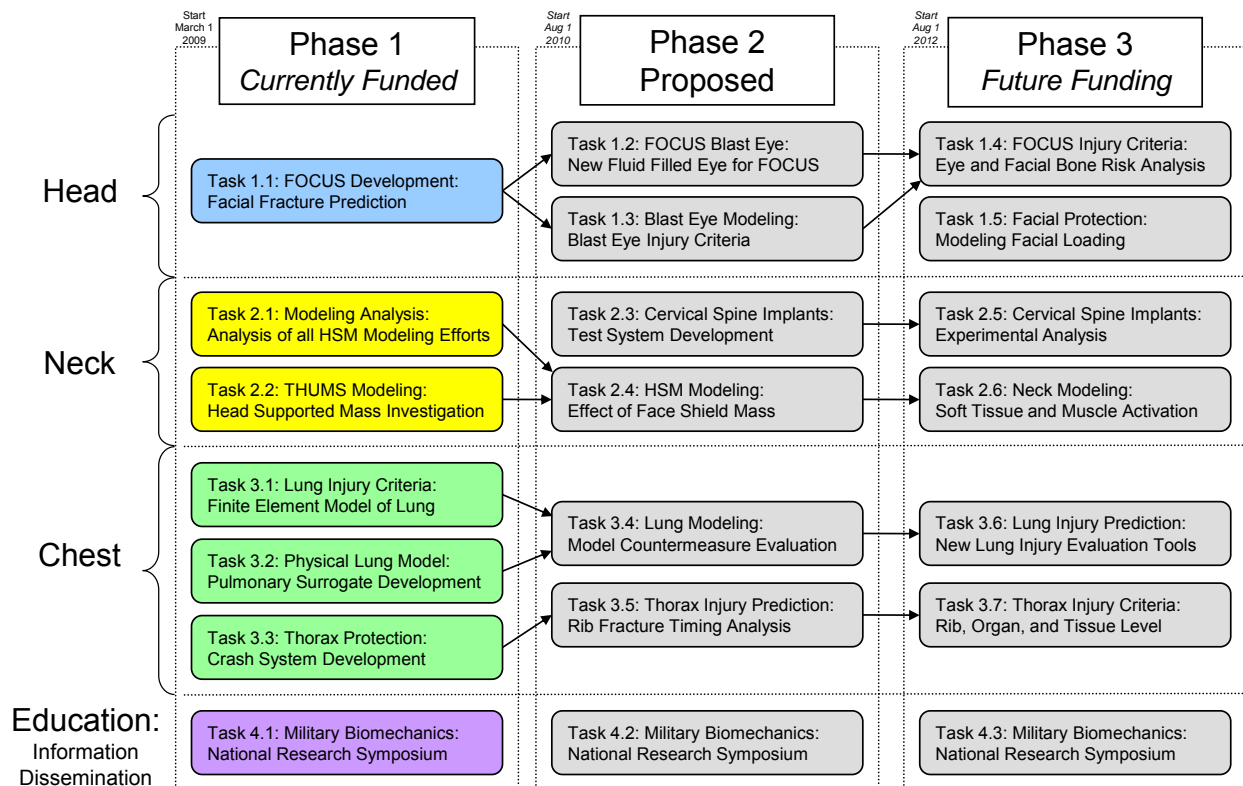 Start
March 1
2009
Phase 1
Currently Funded
Start
Aug 1
2010
Phase 2
Proposed
Start
Aug 1
2012
Phase 3
Future Funding
Head
Task 1.1: FOCUS Development:
Facial Fracture Prediction
Task 1.2: FOCUS Blast Eye:
New Fluid Filled Eye for FOCUS
Task 1.3: Blast Eye Modeling:
Blast Eye Injury Criteria
Task 1.4: FOCUS Injury Criteria:
Eye and Facial Bone Risk Analysis
Task 1.5: Facial Protection:
Modeling Facial Loading
Neck
Task 2.1: Modeling Analysis:
Analysis of all HSM Modeling Efforts
Task 2.2: THUMS Modeling:
Head Supported Mass Investigation
Task 2.3: Cervical Spine Implants:
Test System Development
Task 2.4: HSM Modeling:
Effect of Face Shield Mass
Task 2.5: Cervical Spine Implants:
Experimental Analysis
Task 2.6: Neck Modeling:
Soft Tissue and Muscle Activation
Chest
Task 3.1: Lung Injury Criteria:
Finite Element Model of Lung
Task 3.2: Physical Lung Model:
Pulmonary Surrogate Development
Task 3.3: Thorax Protection:
Crash System Development
Task 3.4: Lung Modeling:
Model Countermeasure Evaluation
Task 3.5: Thorax Injury Prediction:
Rib Fracture Timing Analysis
Task 3.6: Lung Injury Prediction:
New Lung Injury Evaluation Tools
Task 3.7: Thorax Injury Criteria:
Rib, Organ, and Tissue Level
Education:
Information
Dissemination
Task 4.1: Military Biomechanics:
National Research Symposium
Task 4.2: Military Biomechanics:
National Research Symposium
Task 4.3: Military Biomechanics:
National Research Symposium